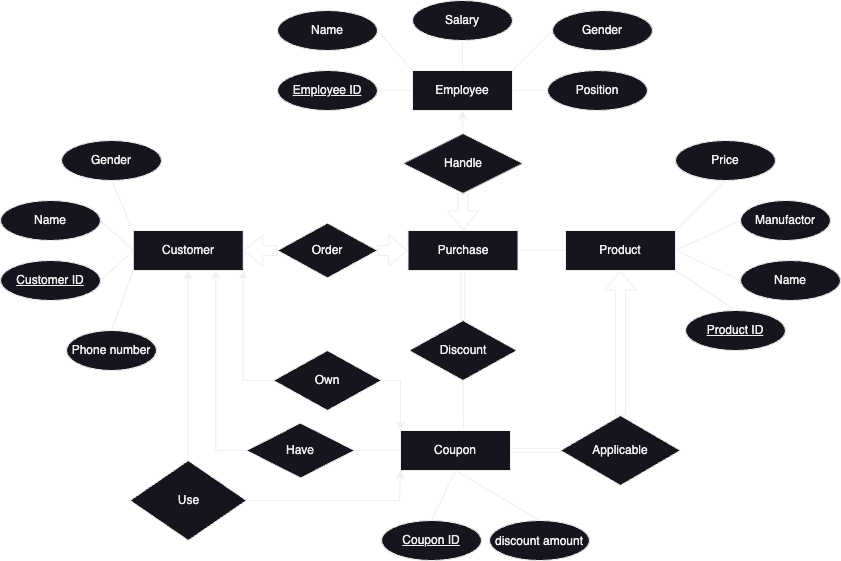 Salary
Name
Gender
Employee ID
Employee
Position
Gender
Handle
Price
Name
Manufactor
Customer
Order
Purchase
Product
Customer ID
Name
Product ID
Phone number
Discount
Own
Have
Coupon
Applicable
Use
Coupon ID
discount amount